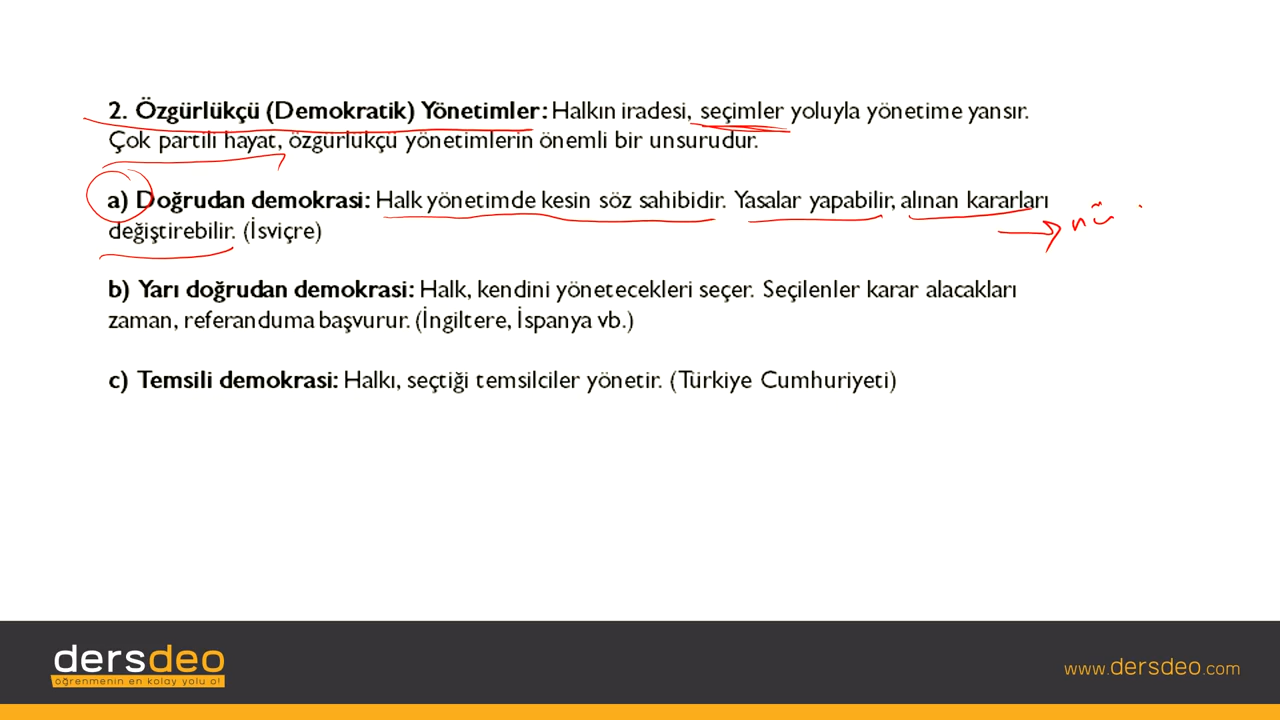 2. Özgürlükçü (Demokratik) Yönetimler: Halkın iradesi, seçimler yoluyla yönetime yansır.
Çok partili hayat, özgürlükçü yönetimlerin önemli bir unsurudur.
a) Doğrudan demokrasi: Halk yönetimde kesin söz sahibidir. Yasalar yapabilir, alınan kararları
nü
değiştirebilir. (İsviçre)
b) Yarı doğrudan demokrasi: Halk, kendini yönetecekleri seçer. Seçilenler karar alacakları
zaman, referanduma başvurur. (İngiltere, İspanya vb.)
c) Temsili demokrasi: Halkı, seçtiği temsilciler yönetir. (Türkiye Cumhuriyeti)
dersdeo
öğrenmenin en kolay yolu o!
www.dersdeo.com